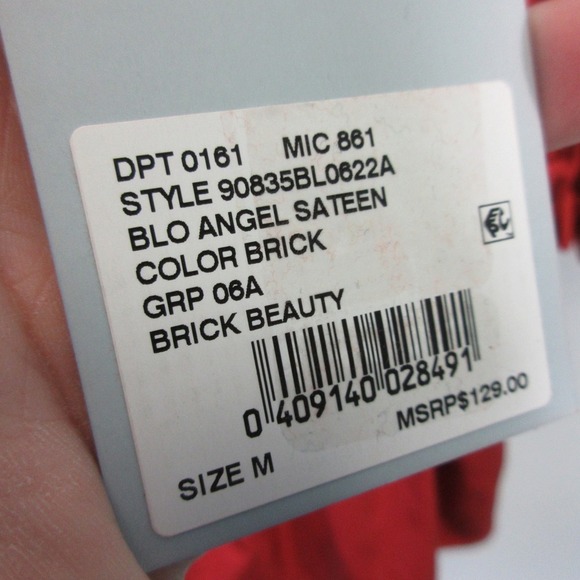 DPT 0161 MIC 861
STYLE 90835BL0622A
BLO ANGEL SATEEN
COLOR BRICK
GRP 06A
BRICK BEAUTY
0 409140 028491
MSRP$129.00
SIZE M